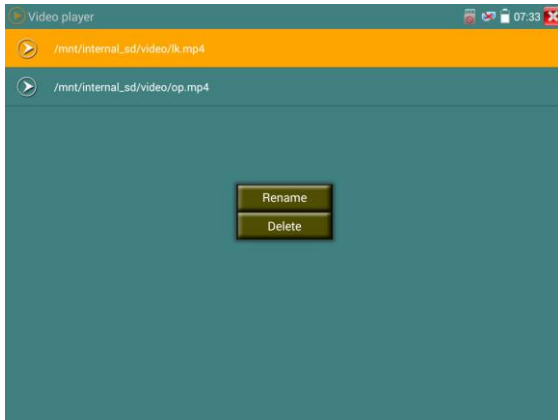 Video player
07:33
/mnt/internal_sd/video/lk.mp4
/mnt/internal_sd/video/op.mp4
Rename
Delete